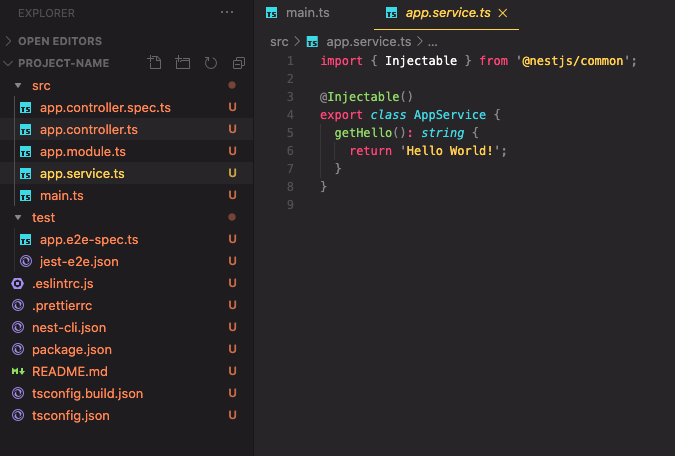 EXPLORER ...
OPEN EDITORS
PROJECT-NAME
src
TS app.controller.spec.ts U
TS app.controller.ts U
TS app.module.ts U
TS app.service.ts U
TS main.ts U
test
TS app.e2e-spec.ts U
jest-e2e.json U
.eslintrc.js U
.prettierrc U
nest-cli.json U
package.json U
M↓ README.md U
tsconfig.build.json U
tsconfig.json U
TS main.ts TS app.service.ts ×
src > TS app.service.ts > ...
1 import { Injectable } from '@nestjs/common';
2
3 @Injectable()
4 export class AppService {
5 getHello(): string {
6 return 'Hello World!';
7 }
8 }
9